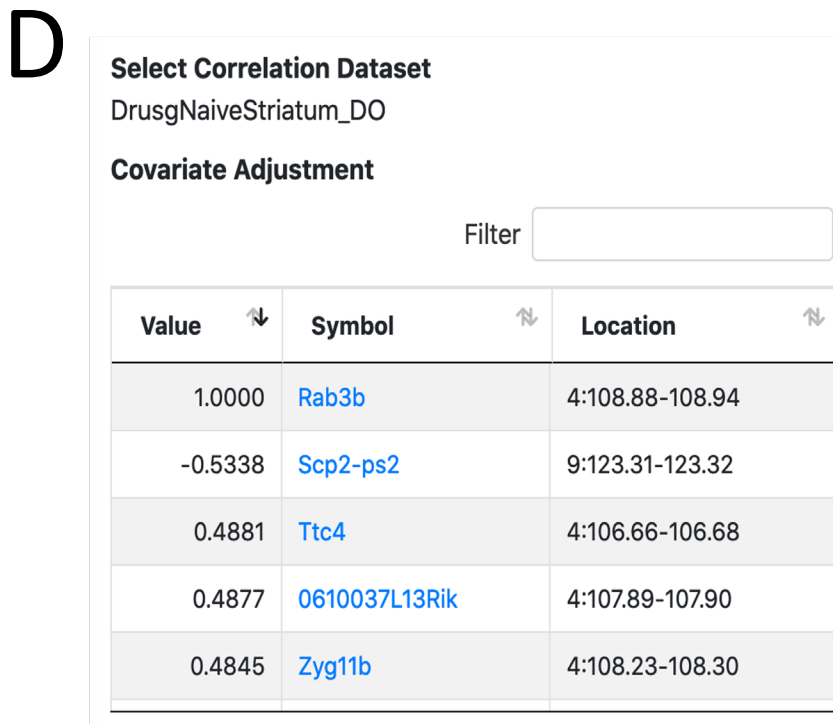 D
Select Correlation Dataset
DrusgNaiveStriatum_DO
Covariate Adjustment
Filter
Value Symbol Location
1.0000 Rab3b 4:108.88-108.94
-0.5338 Scp2-ps2 9:123.31-123.32
0.4881 Ttc4 4:106.66-106.68
0.4877 0610037L13Rik 4:107.89-107.90
0.4845 Zyg11b 4:108.23-108.30